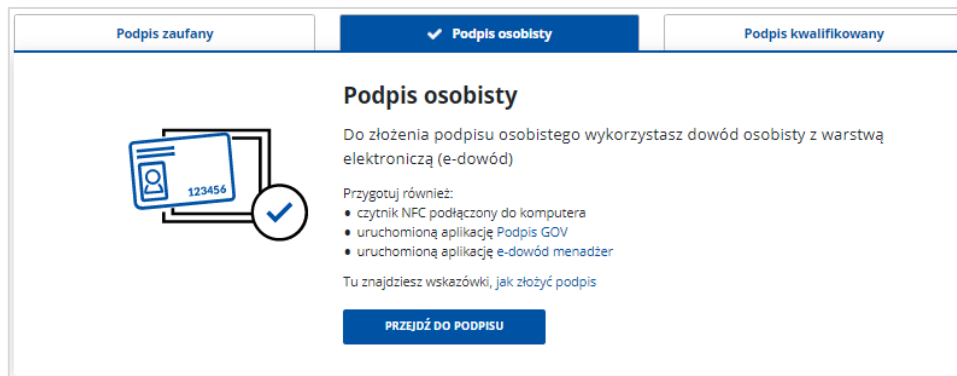 Podpis zaufany
Podpis osobisty
Podpis kwalifikowany
Podpis osobisty
Do złożenia podpisu osobistego wykorzystasz dowód osobisty z warstwą
elektroniczą (e-dowód)
123456
Przygotuj również:
• czytnik NFC podłączony do komputera
• uruchomioną aplikację Podpis GOV
• uruchomioną aplikację e-dowód menadżer
Tu znajdziesz wskazówki, jak złożyć podpis
PRZEJDŹ DO PODPISU